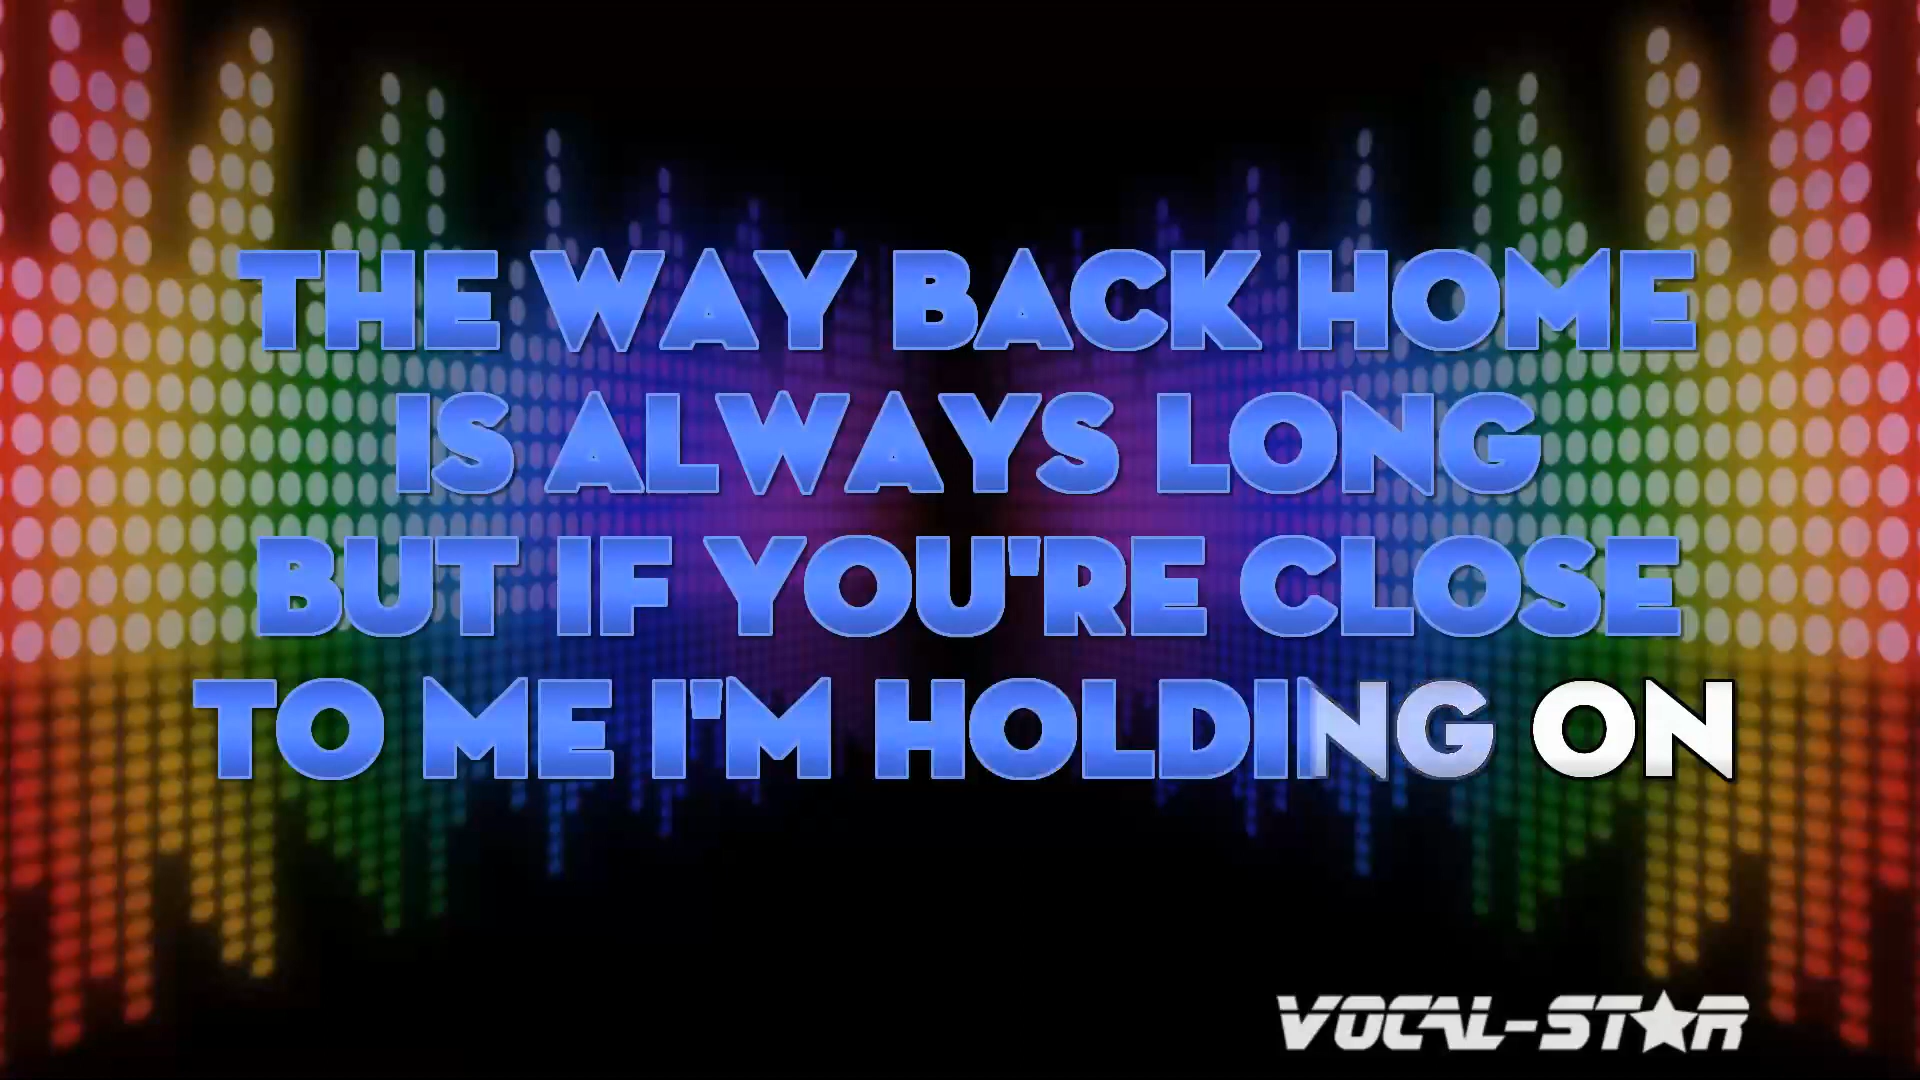 THE WAY BACK HOME
IS ALWAYS LONG
BUT IF YOU'RE CLOSE
TO ME I'M HOLDING ON
VOCAL-STAR